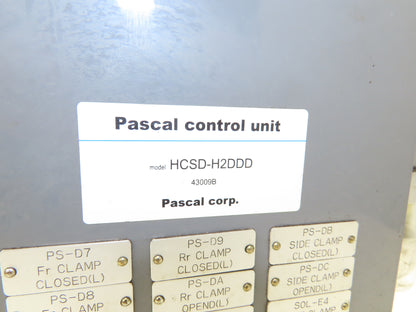 Pascal control unit
model HCSD-H2DDD
43009B
Pascal corp.
PS-D7
Fr CLAMP
CLOSED(L)
PS-D9
Rr CLAMP
CLOSED(L)
PS-DB
SIDE CLAMP
CLOSED(L)
PS-D8
Fr CLAMP
PS-DA
Rr CLAMP
OPEND(L)
PS-DC
SIDE CLAMP
OPEND(L)
SOL-E4